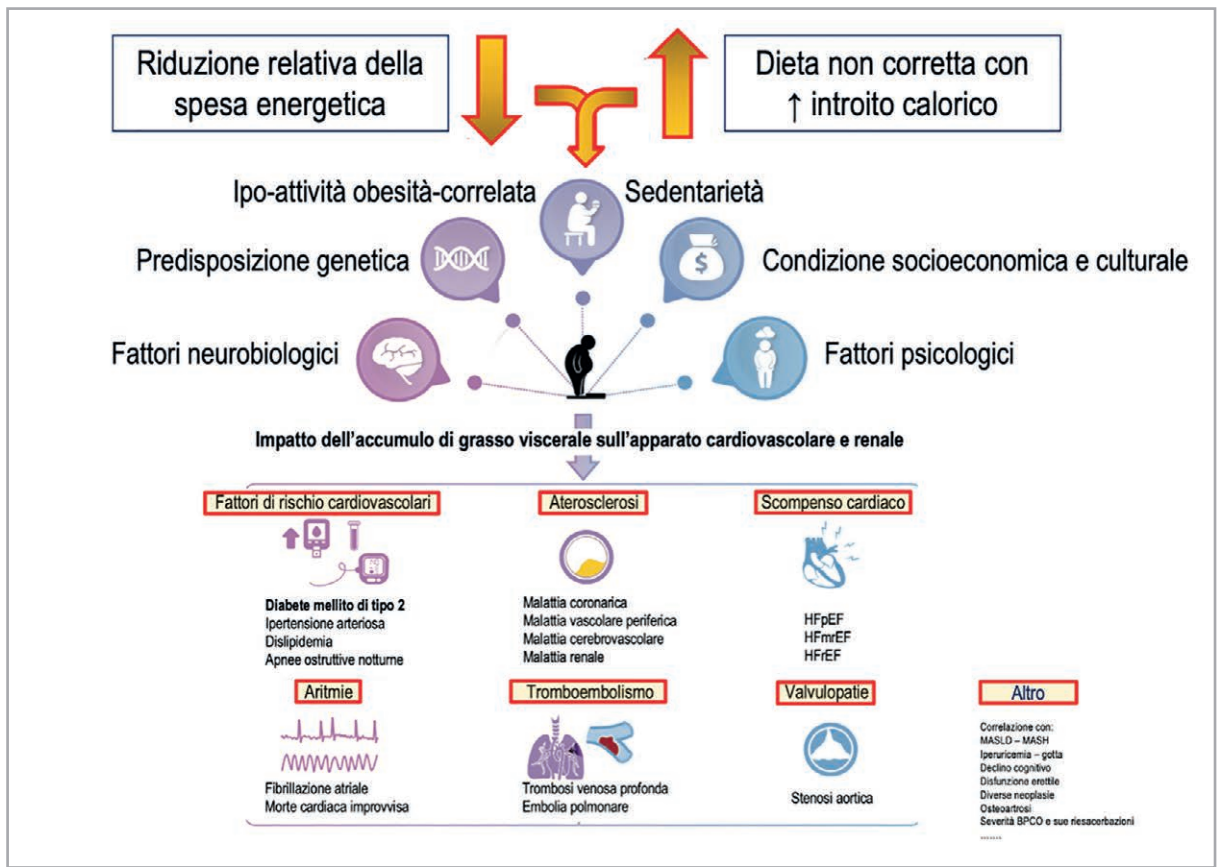 Riduzione relativa della
spesa energetica
Dieta non corretta con
↑ introito calorico
Ipo-attività obesità-correlata
Sedentarietà
Predisposizione genetica
$
Condizione socioeconomica e culturale
Fattori neurobiologici
Fattori psicologici
Impatto dell'accumulo di grasso viscerale sull'apparato cardiovascolare e renale
Fattori di rischio cardiovascolari
Diabete mellito di tipo 2
Ipertensione arteriosa
Dislipidemia
Apnee ostruttive notturne
Aterosclerosi
Malattia coronarica
Malattia vascolare periferica
Malattia cerebrovascolare
Malattia renale
Scompenso cardiaco
HFpEF
HFmrEF
HFrEF
Aritmie
Fibrillazione atriale
Morte cardiaca improvvisa
Tromboembolismo
Trombosi venosa profonda
Embolia polmonare
Valvulopatie
Stenosi aortica
Altro
Correlazione con:
MASLD – MASH
Iperuricemia – gotta
Declino cognitivo
Disfunzione erettile
Diverse neoplasie
Osteoartrosi
Severità BPCO e sue riesacerbazioni
.......